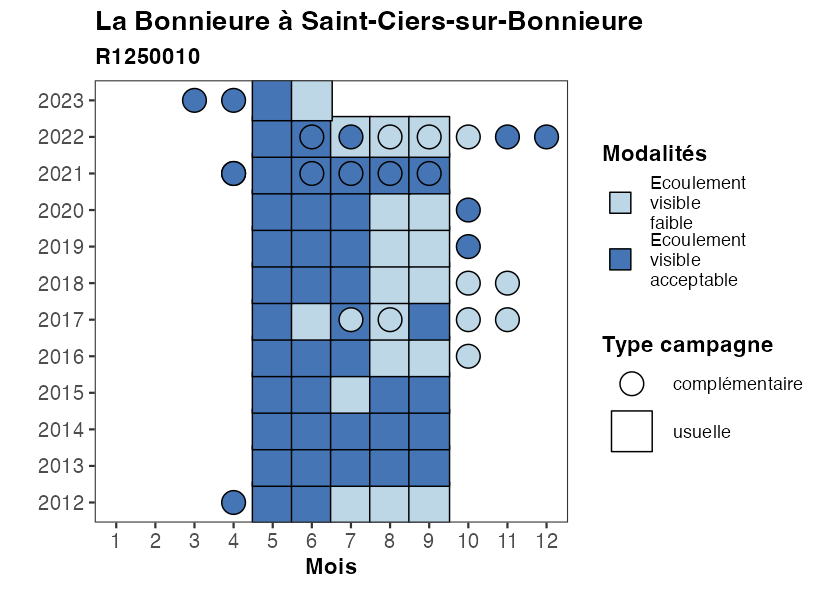 La Bonnieure à Saint-Ciers-sur-Bonnieure
R1250010
2023
2022
2021
2020
2019
2018
2017
2016
2015
2014
2013
2012
1 2 3 4 5 6 7 8 9 10 11 12
Mois
Modalités
Ecoulement
visible
faible
Ecoulement
visible
acceptable
Type campagne
complémentaire
usuelle